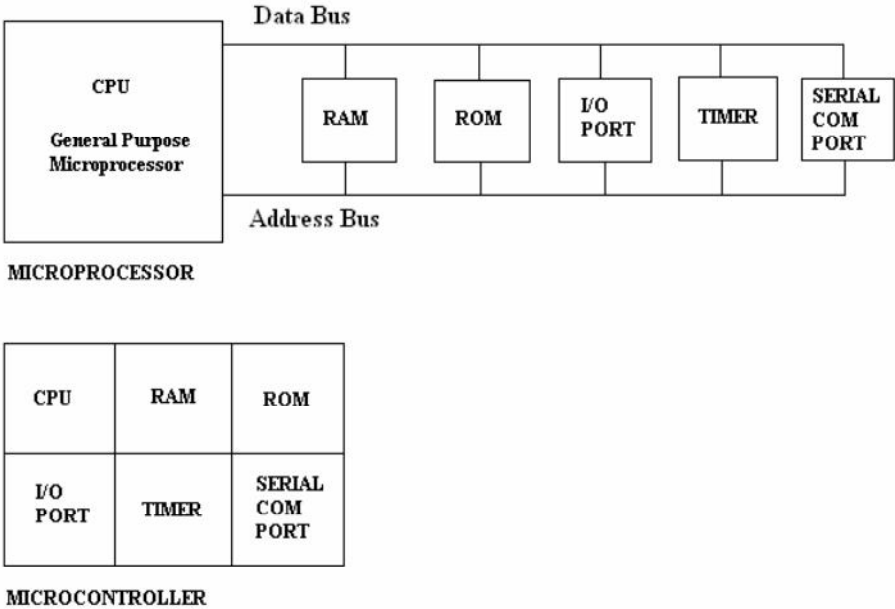 Data Bus
CPU
General Purpose
Microprocessor
RAM
ROM
I/O
PORT
TIMER
SERIAL
COM
PORT
Address Bus
MICROPROCESSOR
CPU
RAM
ROM
I/O
PORT
TIMER
SERIAL
COM
PORT
MICROCONTROLLER